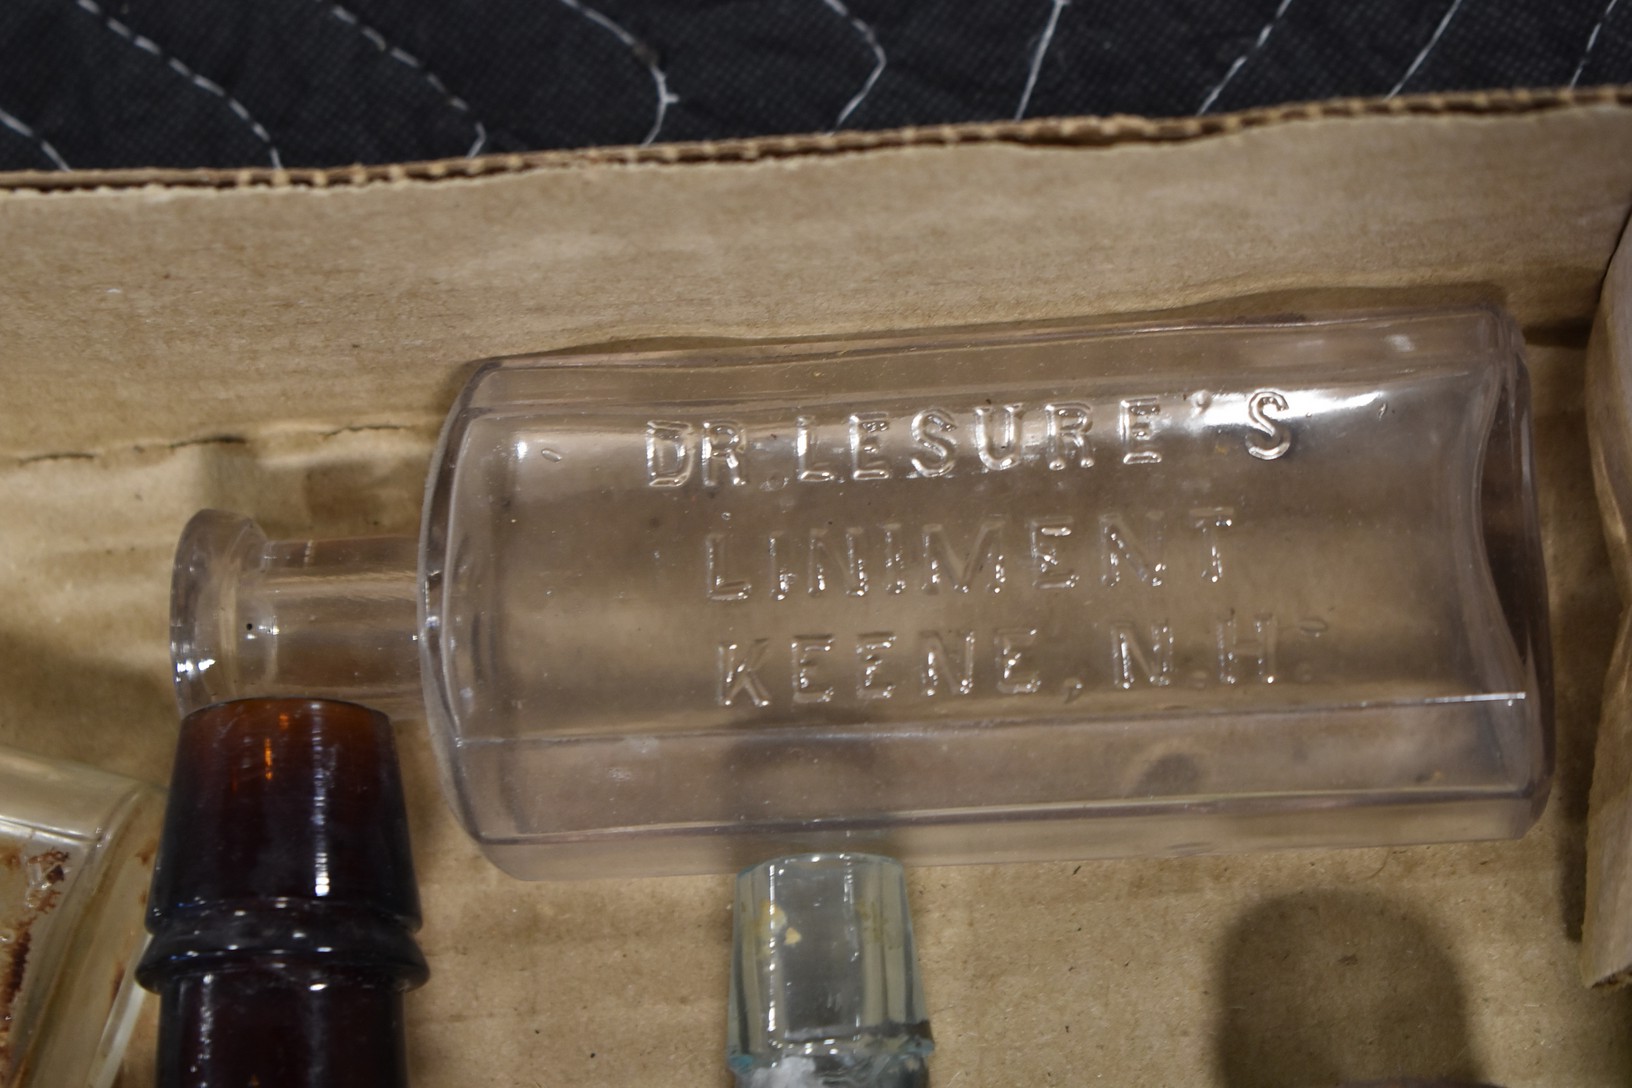 DR. LESURE'S
LINIMENT
KEENE, N.H.